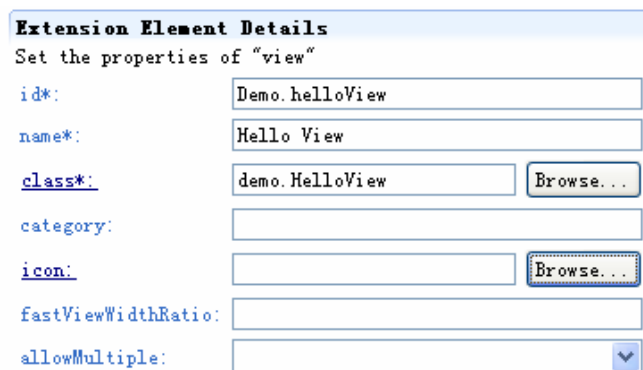 Extension Element Details
Set the properties of "view"
id*: Demo.helloView
name*: Hello View
class*: demo.HelloView Browse...
category:
icon: Browse...
fastViewWidthRatio:
allowMultiple: